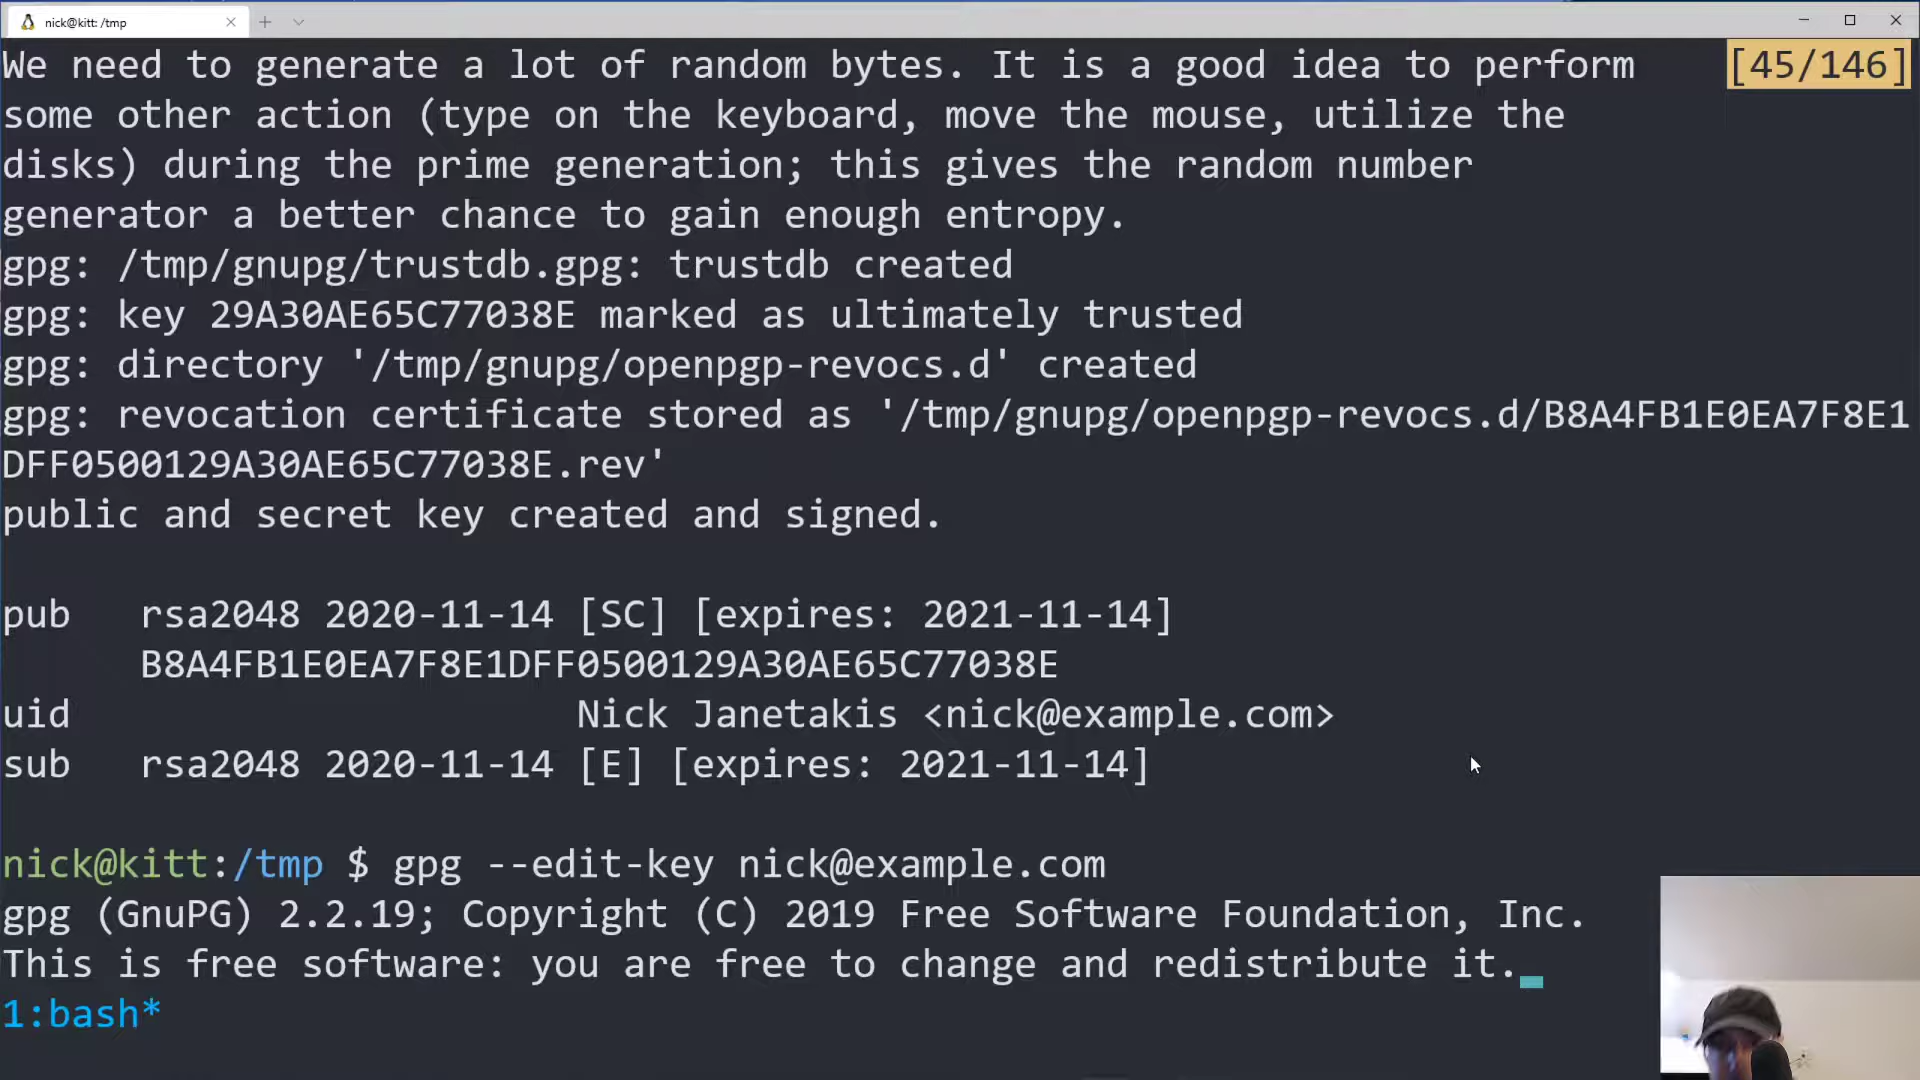 nick@kitt: /tmp
We need to generate a lot of random bytes. It is a good idea to perform [45/146]
some other action (type on the keyboard, move the mouse, utilize the
disks) during the prime generation; this gives the random number
generator a better chance to gain enough entropy.
gpg: /tmp/gnupg/trustdb.gpg: trustdb created
gpg: key 29A30AE65C77038E marked as ultimately trusted
gpg: directory '/tmp/gnupg/openpgp-revocs.d' created
gpg: revocation certificate stored as '/tmp/gnupg/openpgp-revocs.d/B8A4FB1E0EA7F8E1
DFF0500129A30AE65C77038E.rev'
public and secret key created and signed.
pub   rsa2048 2020-11-14 [SC] [expires: 2021-11-14]
      B8A4FB1E0EA7F8E1DFF0500129A30AE65C77038E
uid                      Nick Janetakis <nick@example.com>
sub   rsa2048 2020-11-14 [E] [expires: 2021-11-14]
nick@kitt:/tmp $ gpg --edit-key nick@example.com
gpg (GnuPG) 2.2.19; Copyright (C) 2019 Free Software Foundation, Inc.
This is free software: you are free to change and redistribute it.
1:bash*